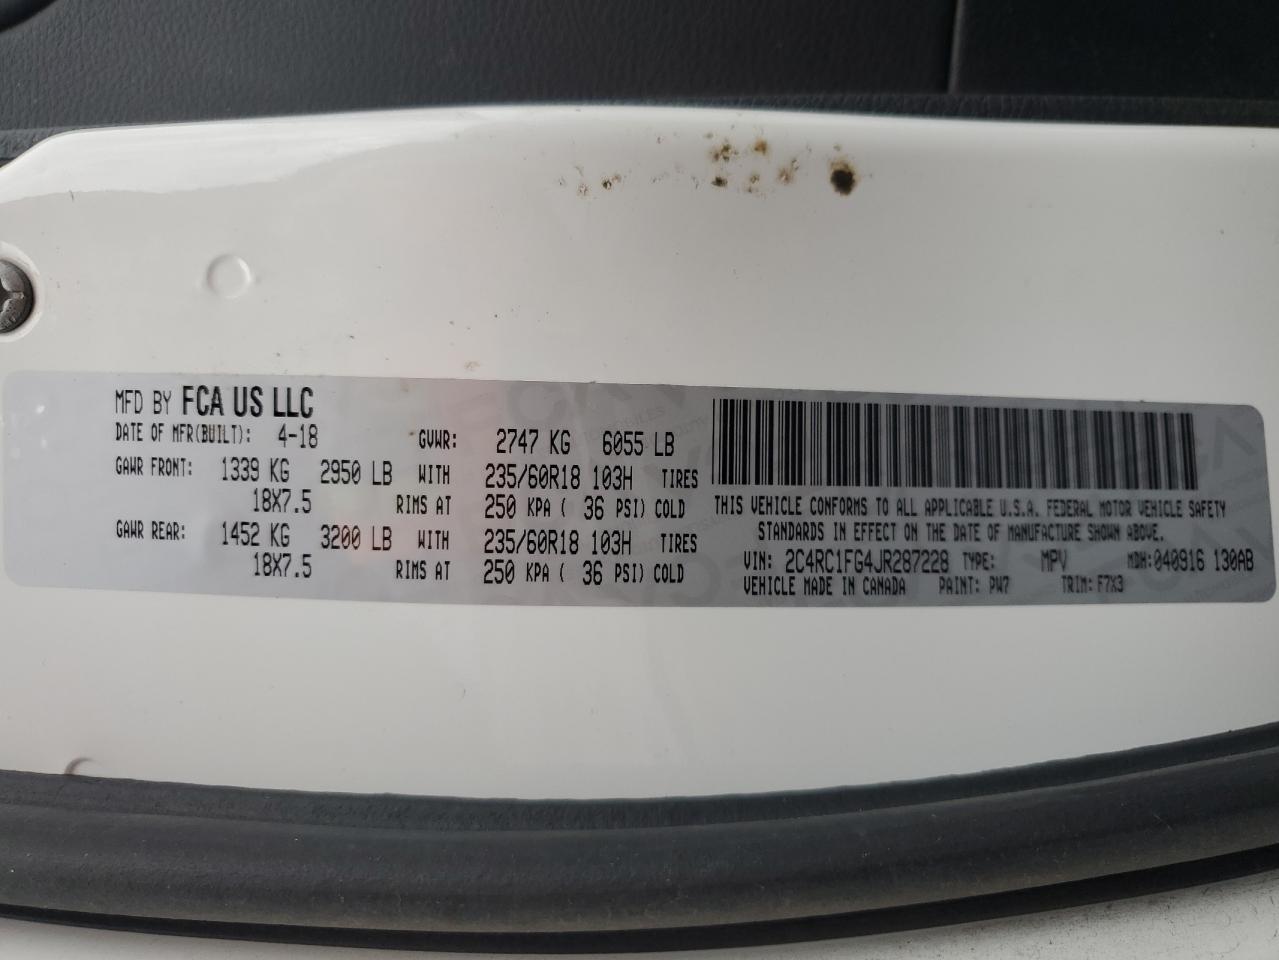 MFD BY FCA US LLC
DATE OF MFR(BUILT): 4-18 GVWR: 2747 KG 6055 LB
GAWR FRONT: 1339 KG 2950 LB WITH 235/60R18 103H TIRES
18X7.5 RIMS AT 250 KPA ( 36 PSI) COLD
GAWR REAR: 1452 KG 3200 LB WITH 235/60R18 103H TIRES
18X7.5 RIMS AT 250 KPA ( 36 PSI) COLD
THIS VEHICLE CONFORMS TO ALL APPLICABLE U.S.A. FEDERAL MOTOR VEHICLE SAFETY
STANDARDS IN EFFECT ON THE DATE OF MANUFACTURE SHOWN ABOVE.
VIN: 2C4RC1FG4JR287228 TYPE: MPV MDH:040916 130AB
VEHICLE MADE IN CANADA PAINT: PW7 TRIM: F7X3